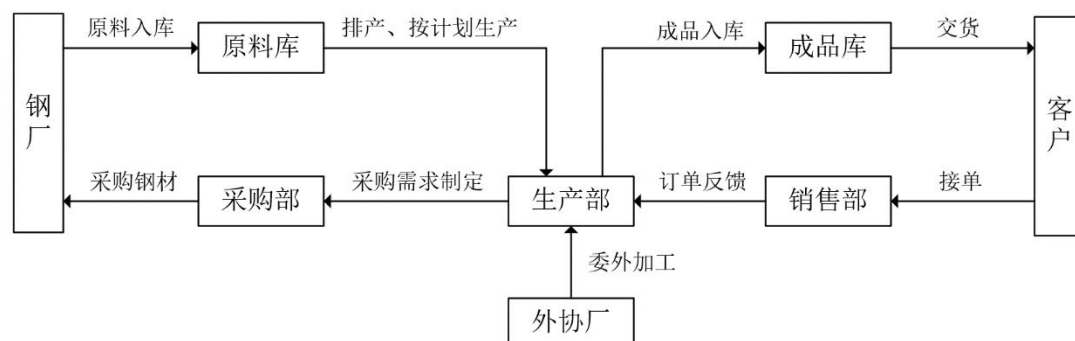 原料入库
原料库
排产、按计划生产
成品入库
成品库
交货
钢厂
客户
采购钢材
采购部
采购需求制定
生产部
订单反馈
销售部
接单
委外加工
外协厂